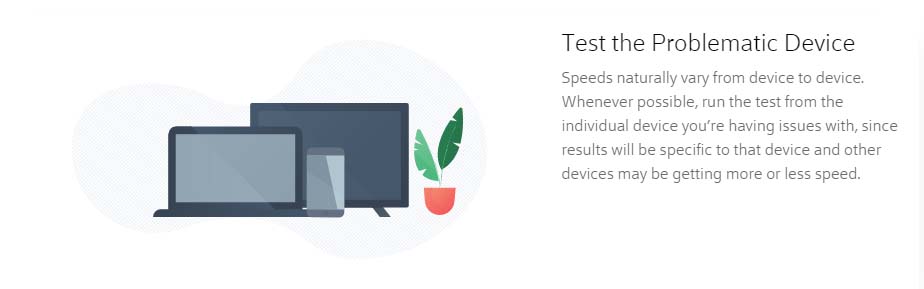 Test the Problematic Device
Speeds naturally vary from device to device.
Whenever possible, run the test from the
individual device you’re having issues with, since
results will be specific to that device and other
devices may be getting more or less speed.